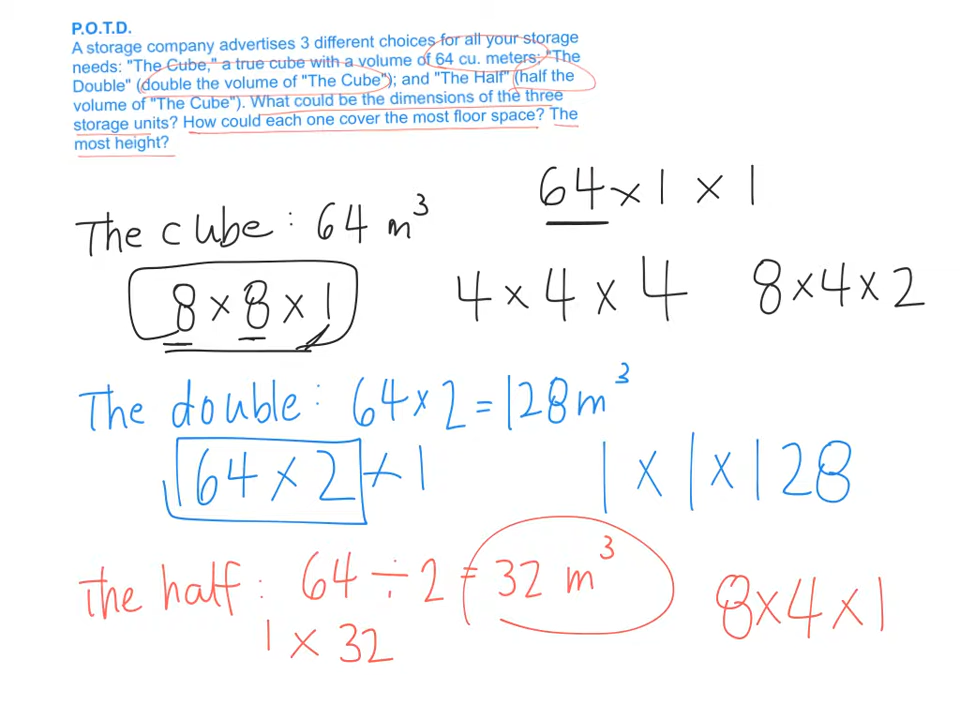 P.O.T.D.
A storage company advertises 3 different choices for all your storage
needs: "The Cube," a true cube with a volume of 64 cu. meters; "The
Double" (double the volume of "The Cube"); and "The Half" (half the
volume of "The Cube"). What could be the dimensions of the three
storage units? How could each one cover the most floor space? The
most height?
64 × 1 × 1
The cube: 64 m³
8 × 8 × 1 4 × 4 × 4 8 × 4 × 2
The double: 64 × 2 = 128 m³
64 × 2 × 1 1 × 1 × 128
The half: 64 ÷ 2 = 32 m³ 8 × 4 × 1
1 × 32